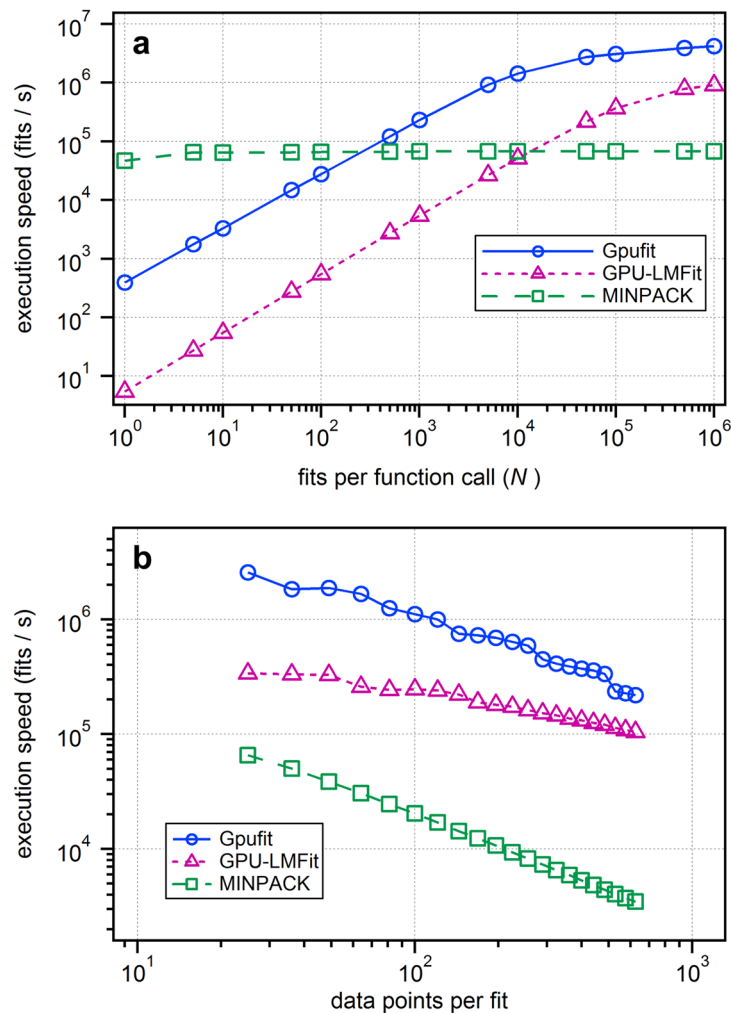 a
execution speed (fits / s)
10^7
10^6
10^5
10^4
10^3
10^2
10^1
Gpufit
GPU-LMFit
MINPACK
10^0 10^1 10^2 10^3 10^4 10^5 10^6
fits per function call (N )
b
execution speed (fits / s)
10^6
10^5
10^4
Gpufit
GPU-LMFit
MINPACK
10^1 10^2 10^3
data points per fit